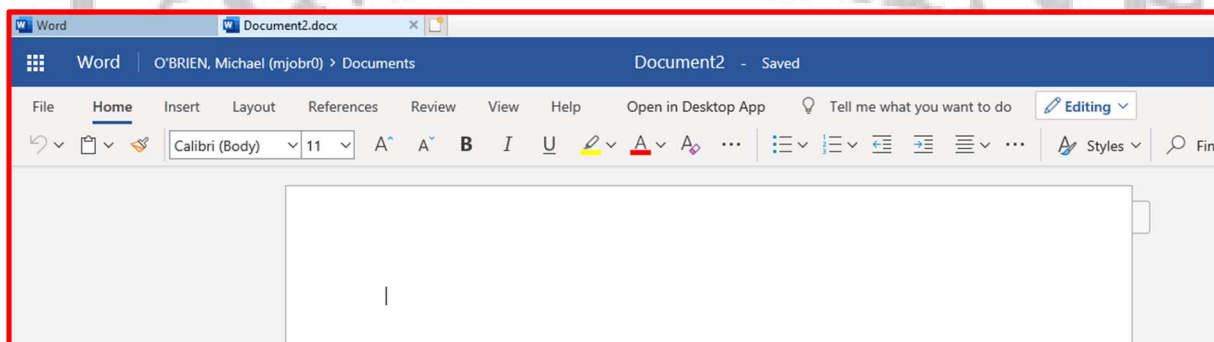 Word Document2.docx
Word O'BRIEN, Michael (mjobr0) > Documents Document2 - Saved
File Home Insert Layout References Review View Help Open in Desktop App Tell me what you want to do Editing
Calibri (Body) 11 A A B I U A A Styles Fin